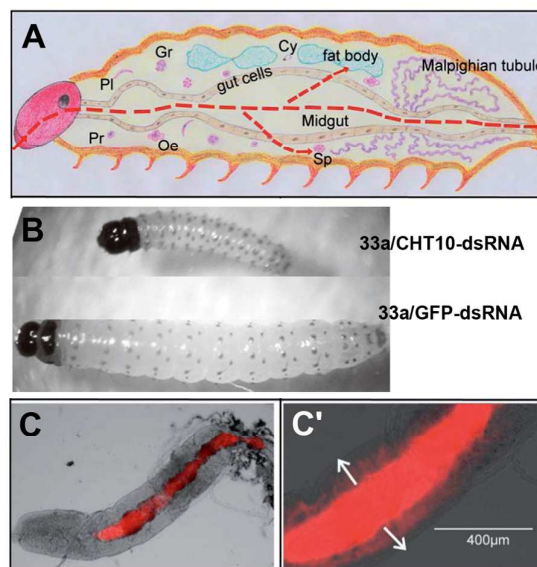 A
Gr
Cy
fat body
Pl
gut cells
Malpighian tubule
Midgut
Pr
Oe
Sp
B
33a/CHT10-dsRNA
33a/GFP-dsRNA
C
C'
400μm